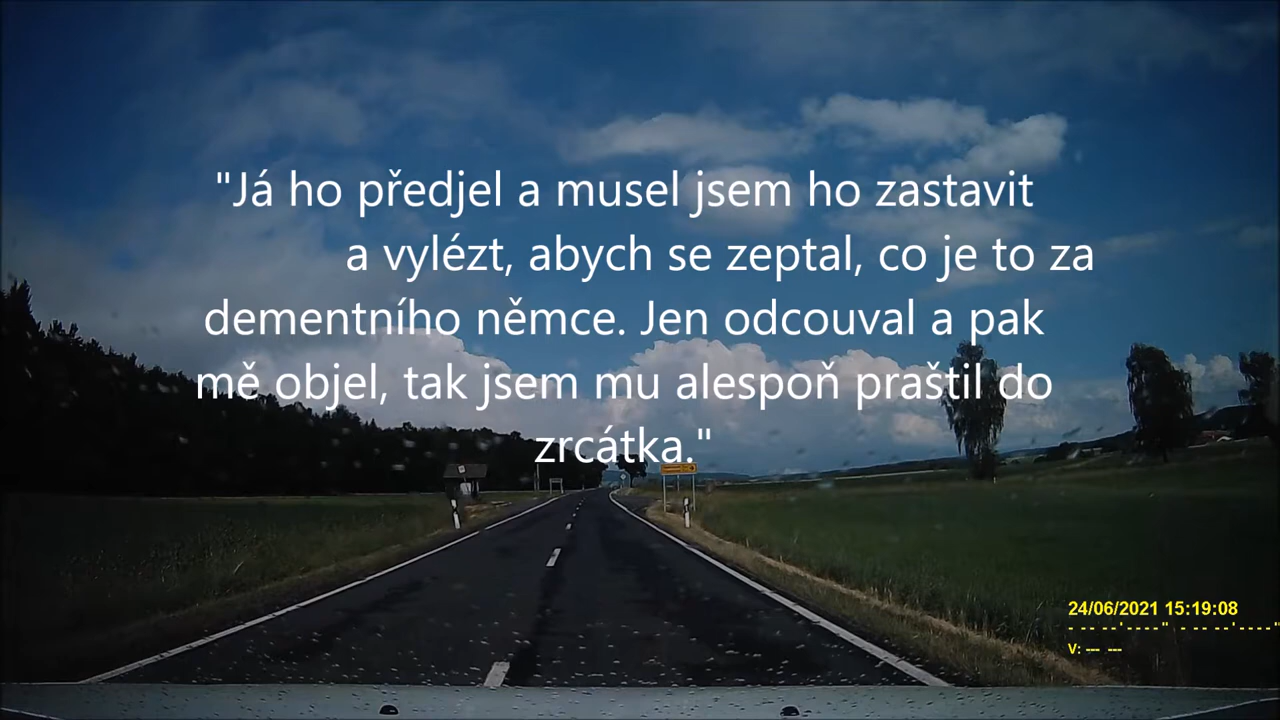 "Já ho předjel a musel jsem ho zastavit
a vylézt, abych se zeptal, co je to za
dementního němce. Jen odcouval a pak
mě objel, tak jsem mu alespoň praštil do
zrcátka."
24/06/2021 15:19:08
- -- --'----" - -- --'----"
V: --- ---